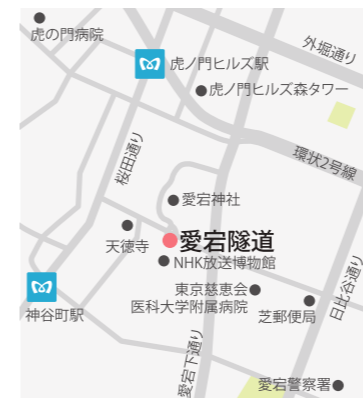 虎の門病院
外堀通り
虎ノ門ヒルズ駅
虎ノ門ヒルズ森タワー
桜田通り
環状2号線
愛宕神社
愛宕隧道
天徳寺
NHK放送博物館
東京慈恵会
医科大学附属病院
神谷町駅
芝郵便局
日比谷通り
愛宕下通り
愛宕警察署